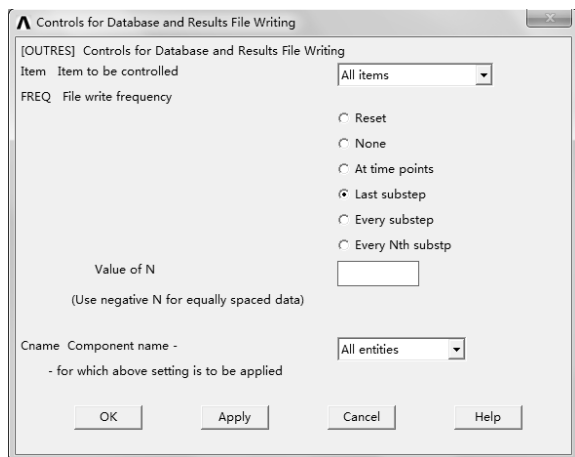 Controls for Database and Results File Writing
[OUTRES] Controls for Database and Results File Writing
Item Item to be controlled
All items
FREQ File write frequency
Reset
None
At time points
Last substep
Every substep
Every Nth substp
Value of N
(Use negative N for equally spaced data)
Cname Component name -
All entities
- for which above setting is to be applied
OK Apply Cancel Help